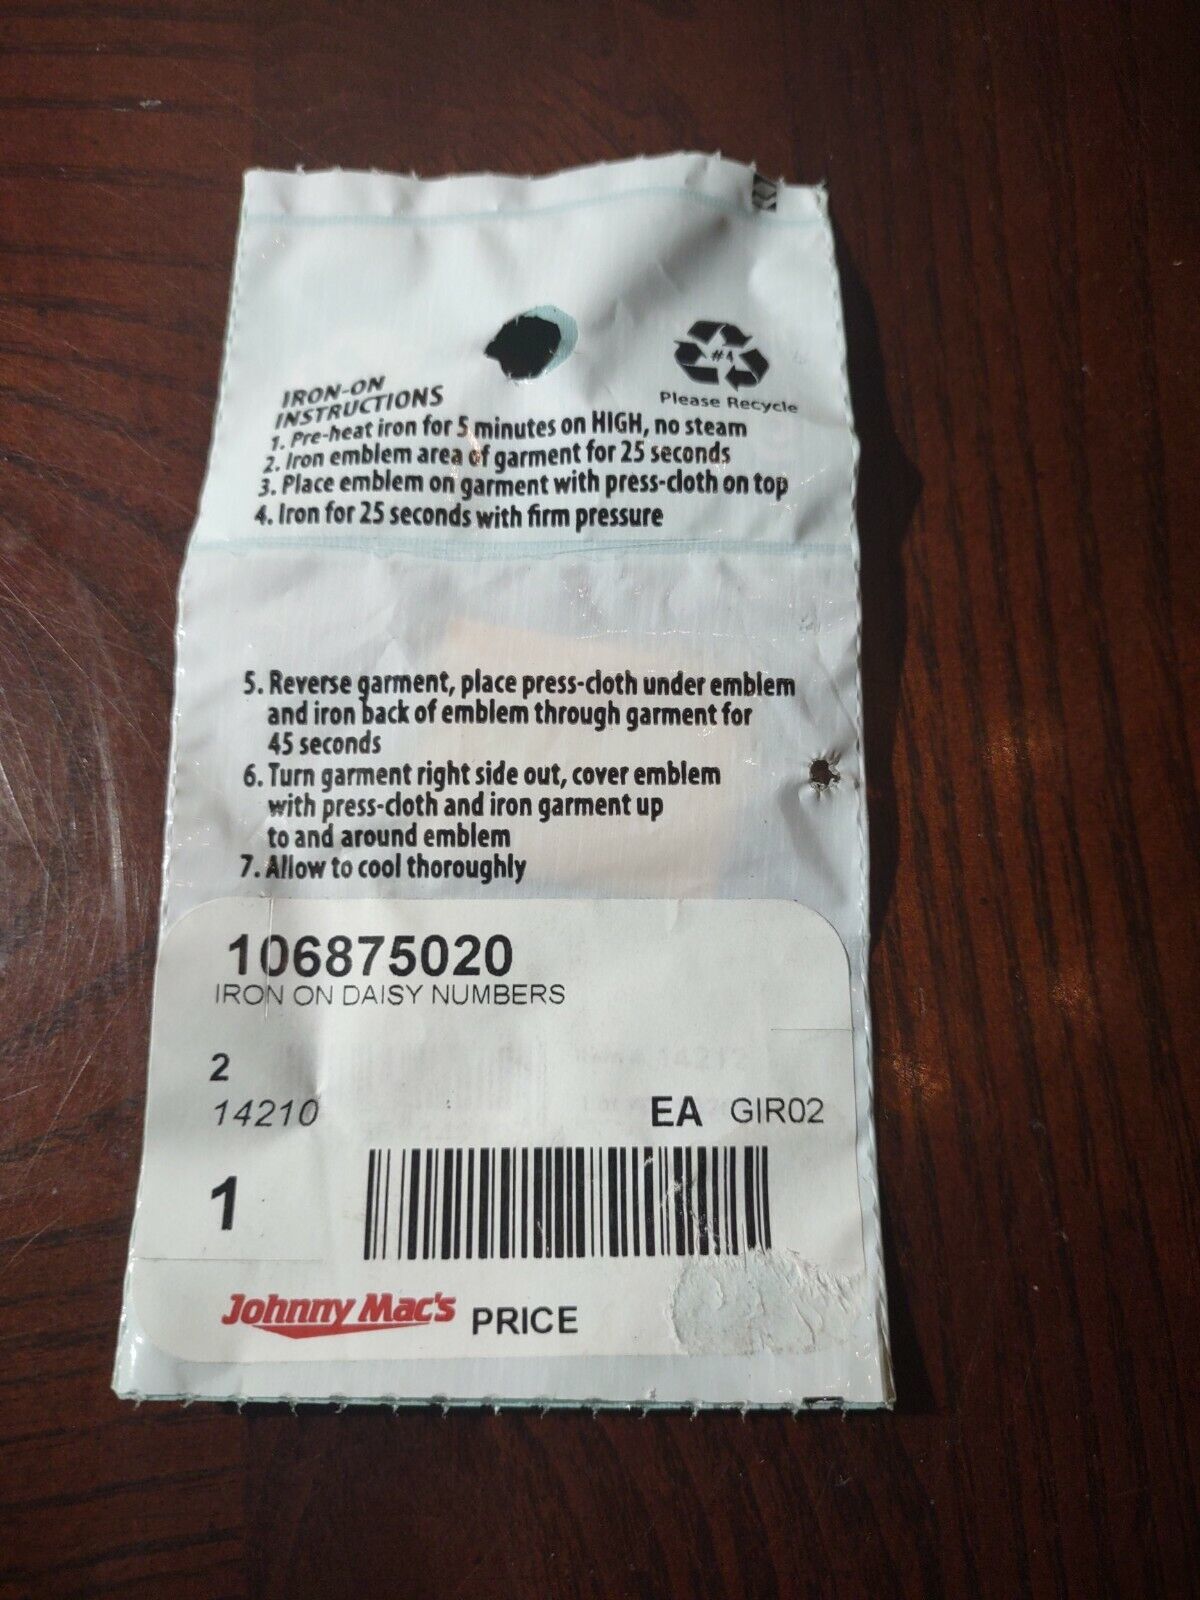 #4
Please Recycle
IRON-ON
INSTRUCTIONS
1. Pre-heat iron for 5 minutes on HIGH, no steam
2. Iron emblem area of garment for 25 seconds
3. Place emblem on garment with press-cloth on top
4. Iron for 25 seconds with firm pressure
5. Reverse garment, place press-cloth under emblem
and iron back of emblem through garment for
45 seconds
6. Turn garment right side out, cover emblem
with press-cloth and iron garment up
to and around emblem
7. Allow to cool thoroughly
106875020
IRON ON DAISY NUMBERS
2
14210
EA GIR02
1
Johnny Mac's PRICE